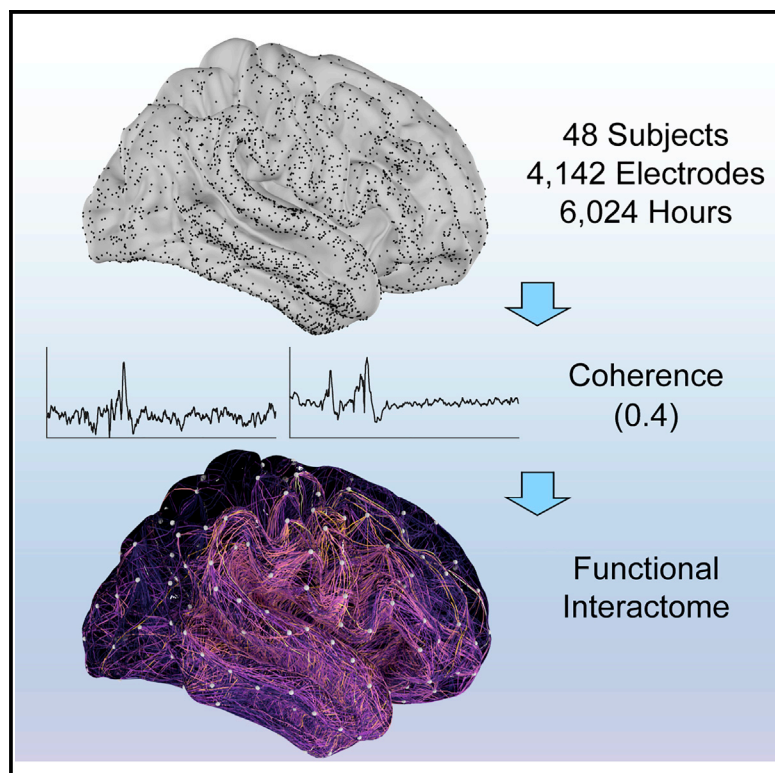 48 Subjects
4,142 Electrodes
6,024 Hours
Coherence
(0.4)
Functional
Interactome